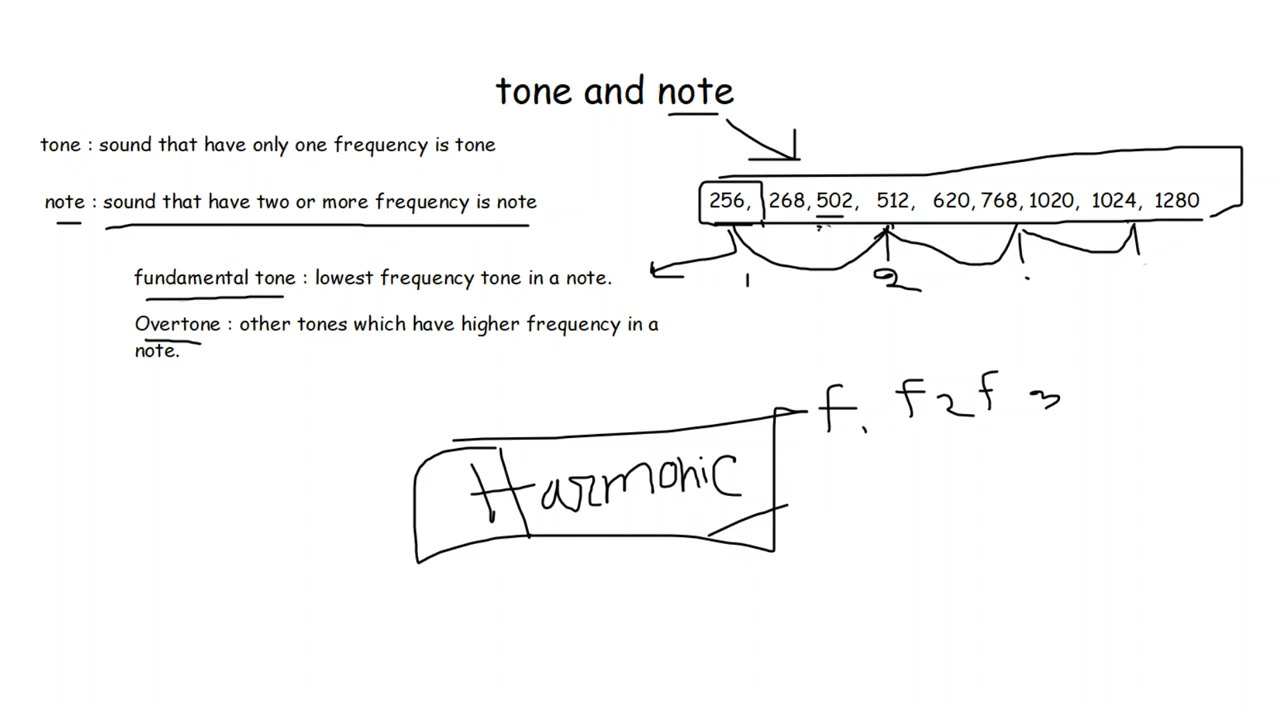 tone and note
tone : sound that have only one frequency is tone
note : sound that have two or more frequency is note
256, 268, 502, 512, 620, 768, 1020, 1024, 1280
1 2
fundamental tone : lowest frequency tone in a note.
Overtone : other tones which have higher frequency in a
note.
f, f2f 3
Harmonic